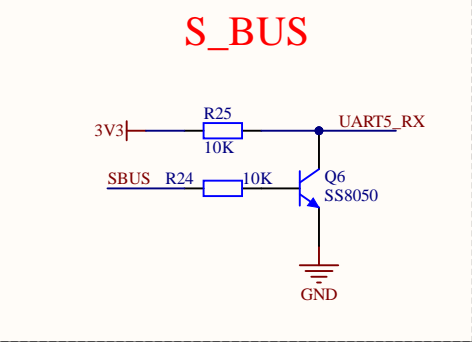 S_BUS
R25
3V3
UART5_RX
10K
SBUS R24 10K
Q6
SS8050
GND